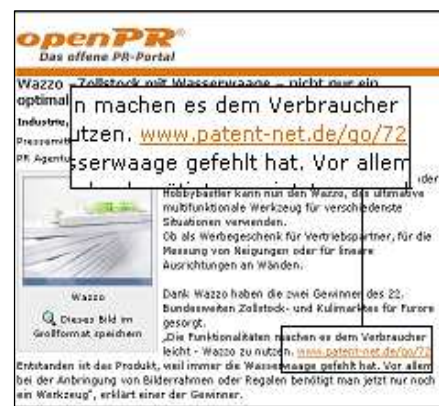 openPR®
Das offene PR-Portal
Wazzo - Zollstock mit Wasserwaage - nicht nur ein
optimal
n machen es dem Verbraucher
utzen. www.patent-net.de/go/72
sserwaage gefehlt hat. Vor allem
Industrie,
Pressemit
PR Agentu
der
Hobbybastler kann nun den Wazzo, das ultimative
multifunktionale Werkzeug für verschiedenste
Situationen verwenden.
Ob als Werbegeschenk für Vertriebspartner, für die
Messung von Neigungen oder für lineare
Ausrichtungen an Wänden.
Wazzo
Dieses Bild im
Großformat speichern
Dank Wazzo haben die zwei Gewinner des 22.
Bundesweiten Zollstock- und Kulimarktes für Furore
gesorgt.
„Die Funktionalitäten machen es dem Verbraucher
leicht - Wazzo zu nutzen. www.patent-net.de/go/72
Entstanden ist das Produkt, weil immer die Wasserwaage gefehlt hat. Vor allem
bei der Anbringung von Bilderrahmen oder Regalen benötigt man jetzt nur noch
ein Werkzeug", erklärt einer der Gewinner.